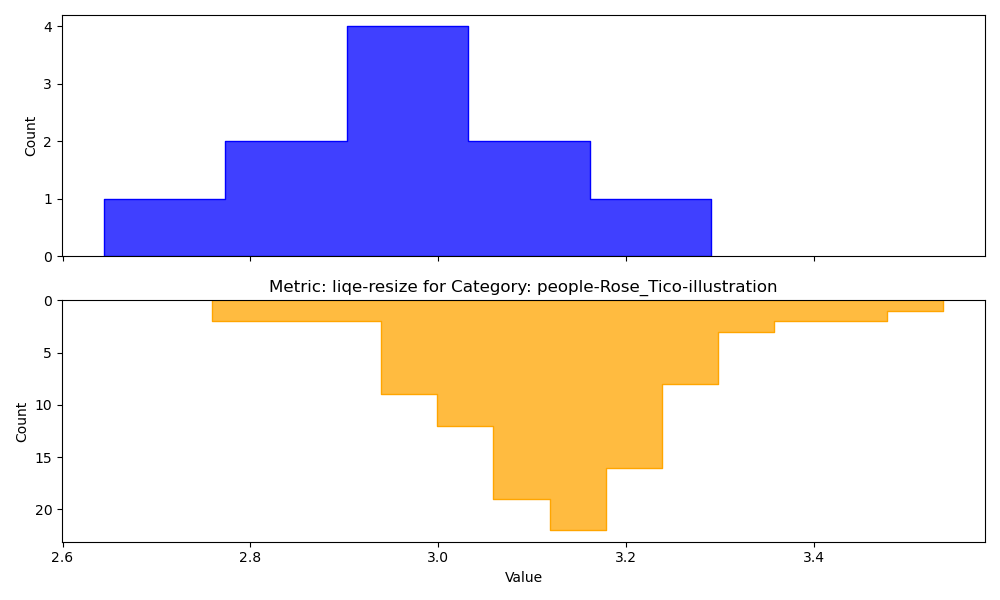 4
3
2
1
0
Count
Metric: liqe-resize for Category: people-Rose_Tico-illustration
0
5
10
15
20
Count
2.6 2.8 3.0 3.2 3.4
Value